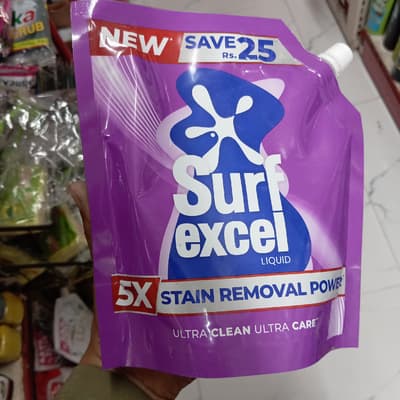 NEW
SAVE
Rs. 25
Surf
excel
LIQUID
5X STAIN REMOVAL POWER
ULTRA CLEAN ULTRA CARE